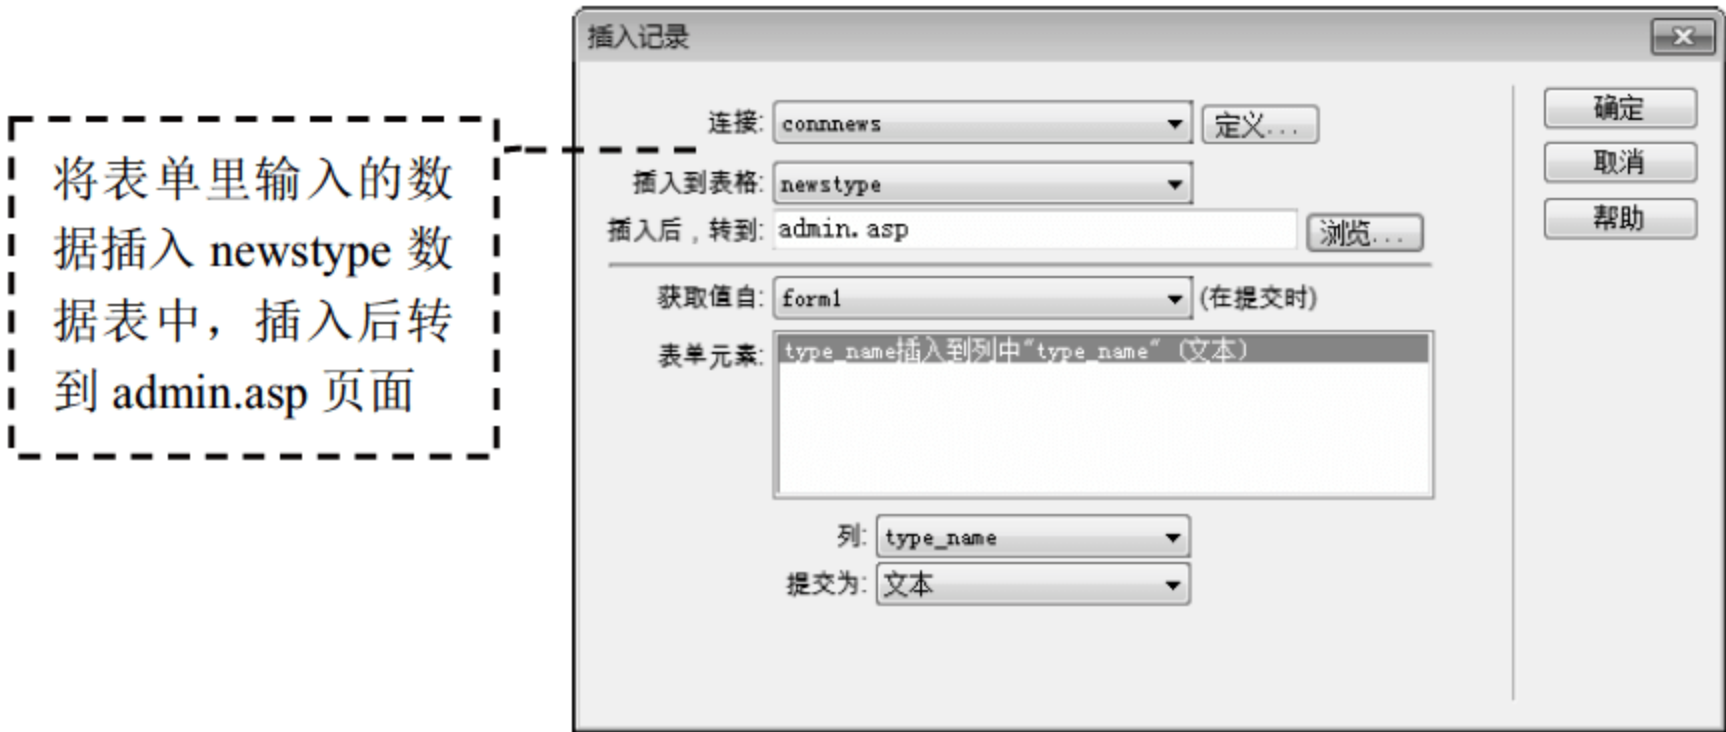 将表单里输入的数
据插入 newstype 数
据表中，插入后转
到 admin.asp 页面
插入记录
连接: connnews 定义...
插入到表格: newstype
插入后，转到: admin.asp 浏览...
获取值自: form1 (在提交时)
表单元素: type_name插入到列中"type_name" (文本)
列: type_name
提交为: 文本
确定
取消
帮助